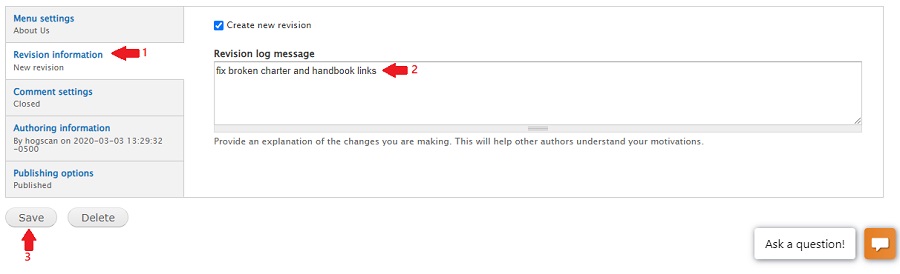 Menu settings
About Us
Revision information
1
New revision
Comment settings
Closed
Authoring information
By hogscan on 2020-03-03 13:29:32
-0500
Publishing options
Published
Create new revision
Revision log message
fix broken charter and handbook links
2
Provide an explanation of the changes you are making. This will help other authors understand your motivations.
Save
Delete
3
Ask a question!